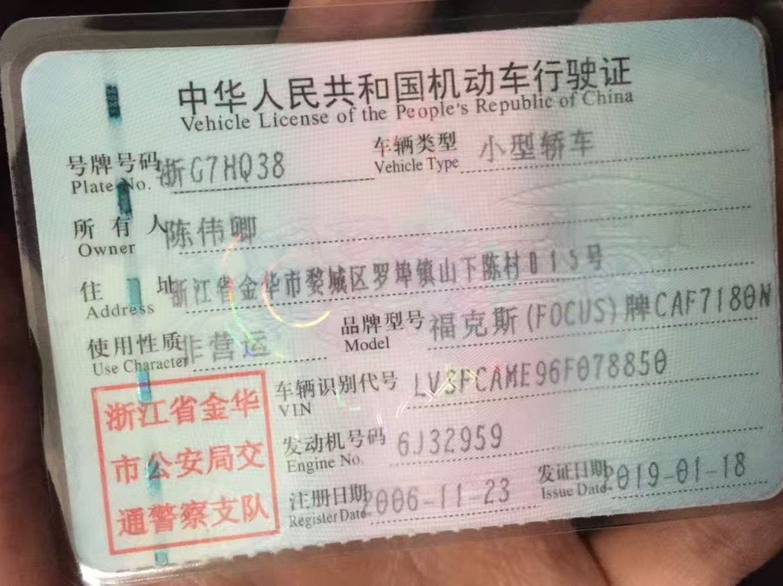 中华人民共和国机动车行驶证
Vehicle License of the People's Republic of China
号牌号码 浙G7HQ38 车辆类型 小型轿车
Plate No. Vehicle Type
所有人 陈伟卿
Owner
住址 浙江省金华市婺城区罗埠镇山下陈村015号
Address
使用性质 非营运 品牌型号 福克斯(FOCUS)牌CAF7180N
Use Character Model
车辆识别代号 LVSFCAME96F078850
VIN
浙江省金华
市公安局交
通警察支队
发动机号码 6J32959
Engine No.
注册日期 2006-11-23 发证日期 2019-01-18
Register Date Issue Date